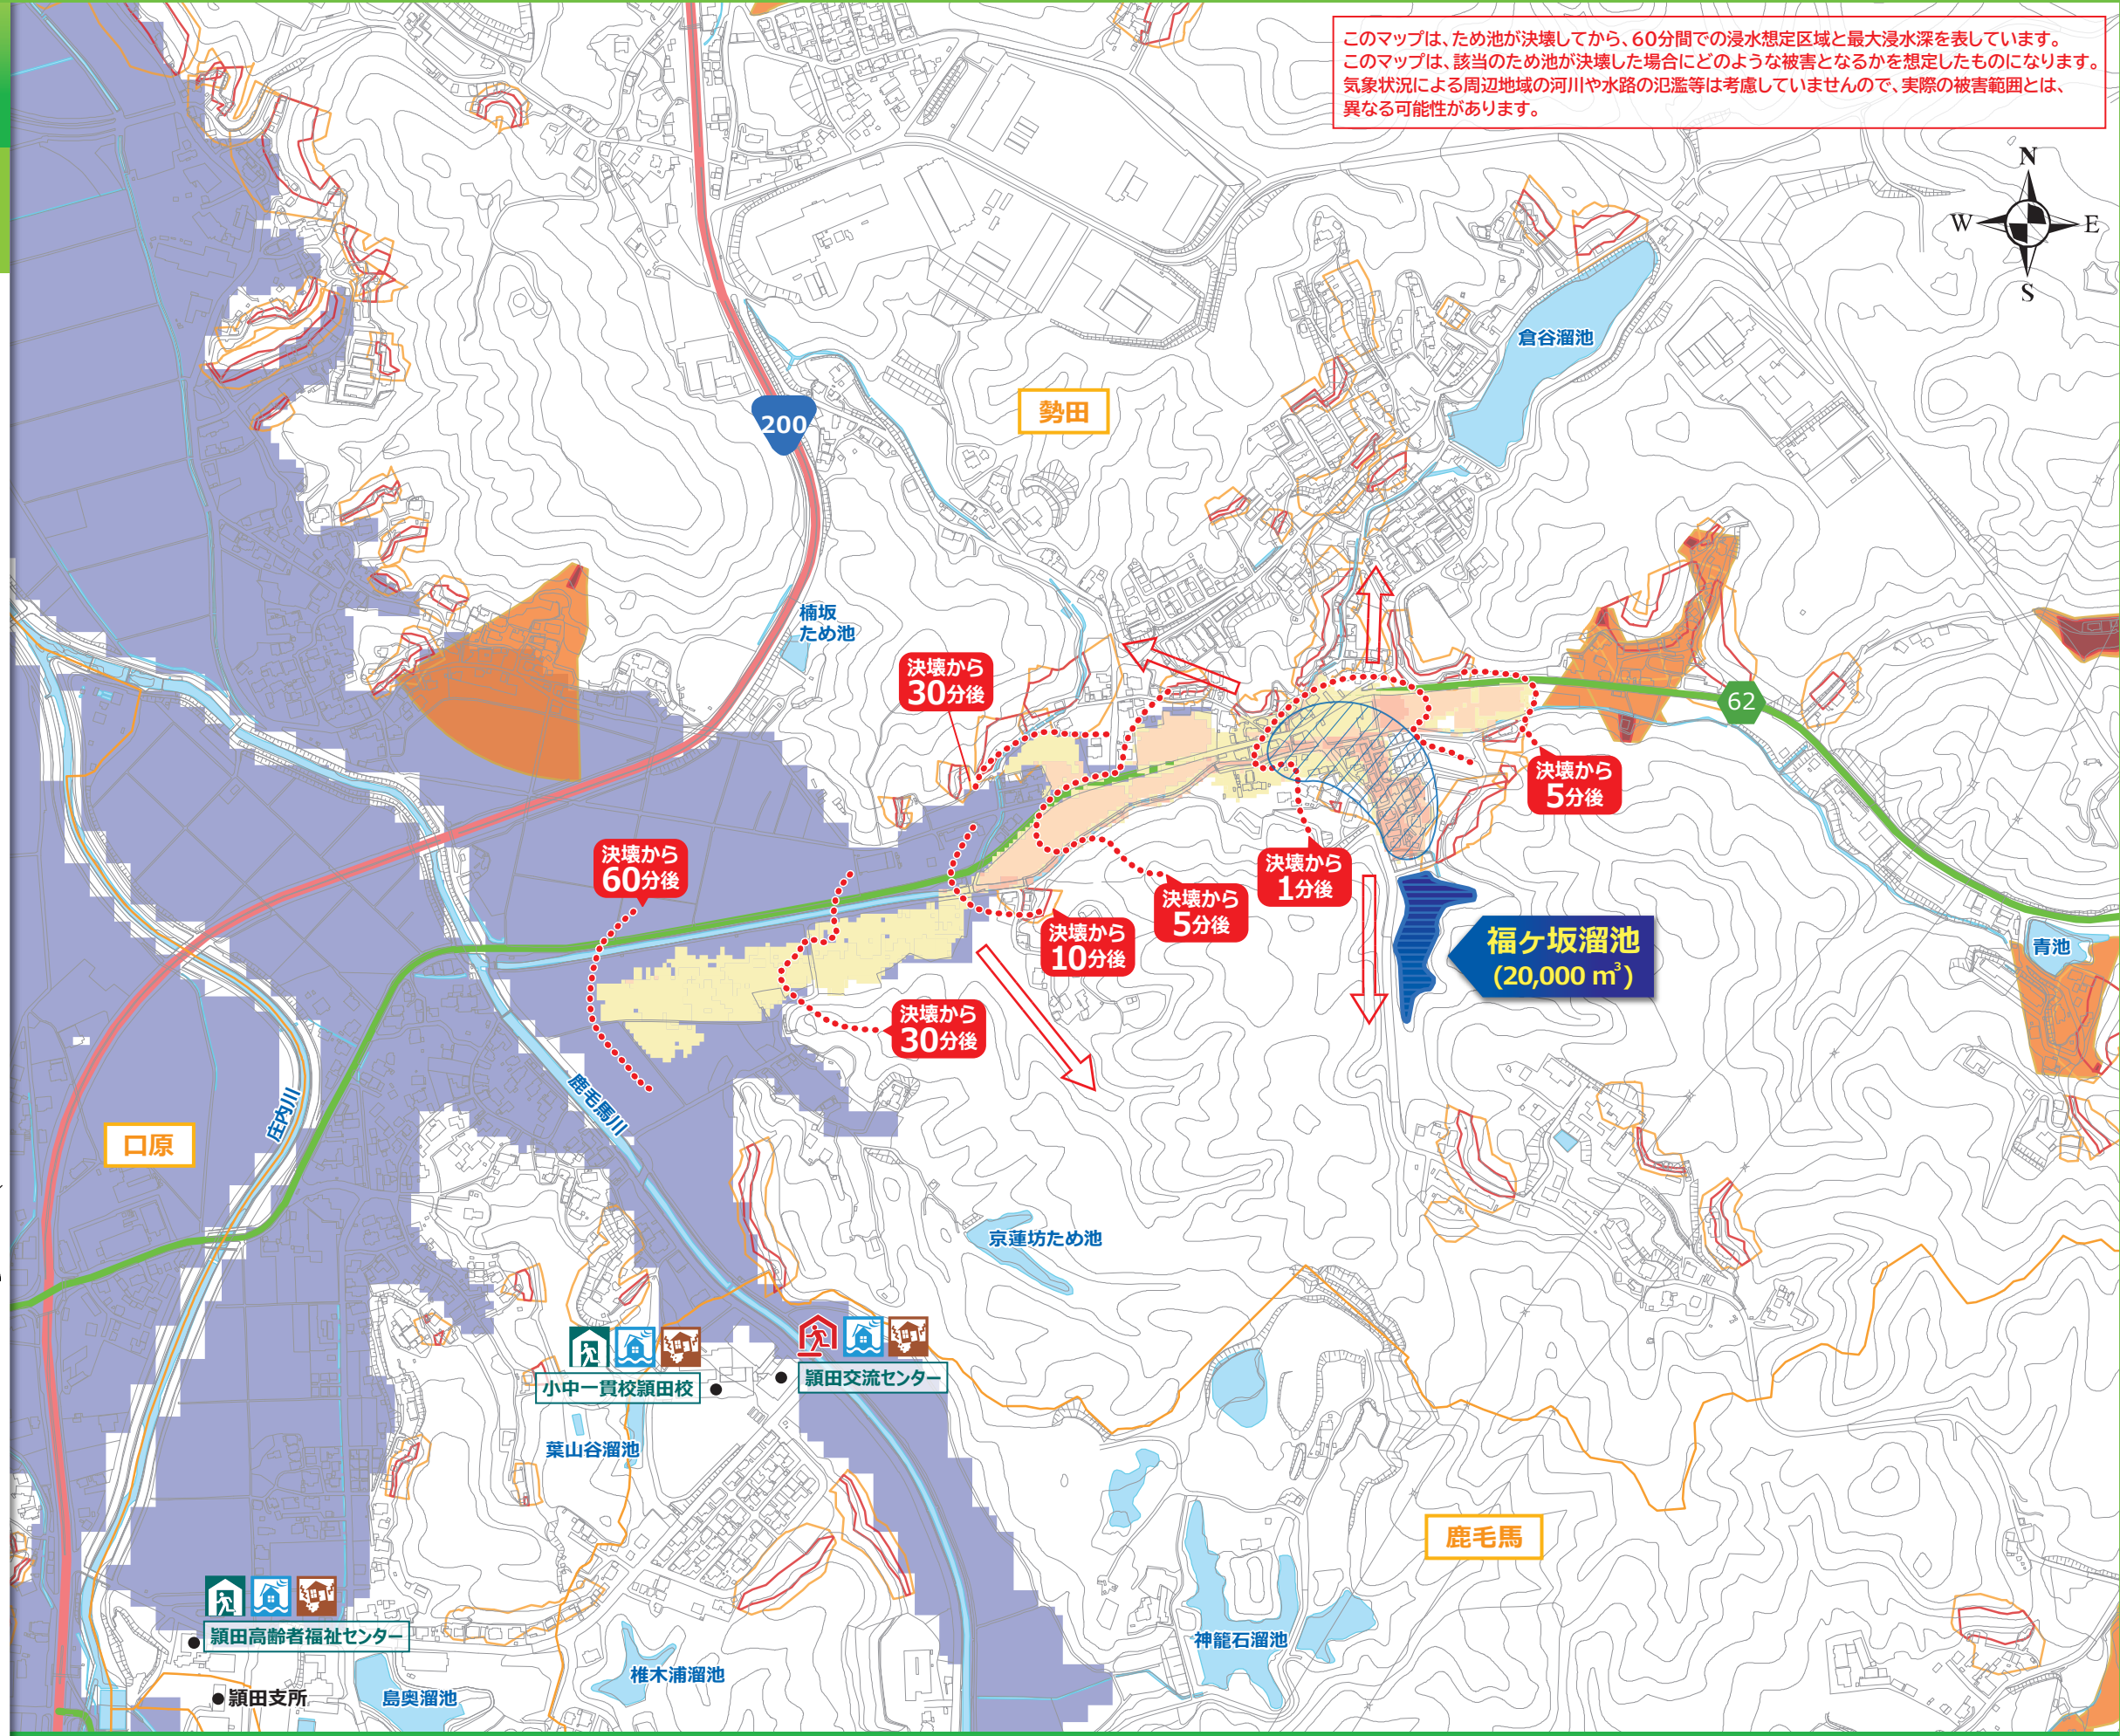 このマップは、ため池が決壊してから、60分間での浸水想定区域と最大浸水深を表しています。
このマップは、該当のため池が決壊した場合にどのような被害となるかを想定したものになります。
気象状況による周辺地域の河川や水路の氾濫等は考慮していませんので、実際の被害範囲とは、
異なる可能性があります。
N
W
E
S
倉谷溜池
勢田
200
楠坂
ため池
決壊から
30分後
62
決壊から
5分後
決壊から
60分後
決壊から
1分後
決壊から
5分後
決壊から
10分後
福ヶ坂溜池
(20,000 m³)
青池
決壊から
30分後
庄内川
鹿毛馬川
口原
京蓮坊ため池
小中一貫校頴田校
頴田交流センター
葉山谷溜池
鹿毛馬
頴田高齢者福祉センター
神籠石溜池
椎木浦溜池
頴田支所
島奥溜池